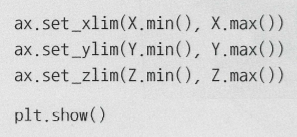 ax.set_xlim(X.min(), X.max())
ax.set_ylim(Y.min(), Y.max())
ax.set_zlim(Z.min(), Z.max())
plt.show()